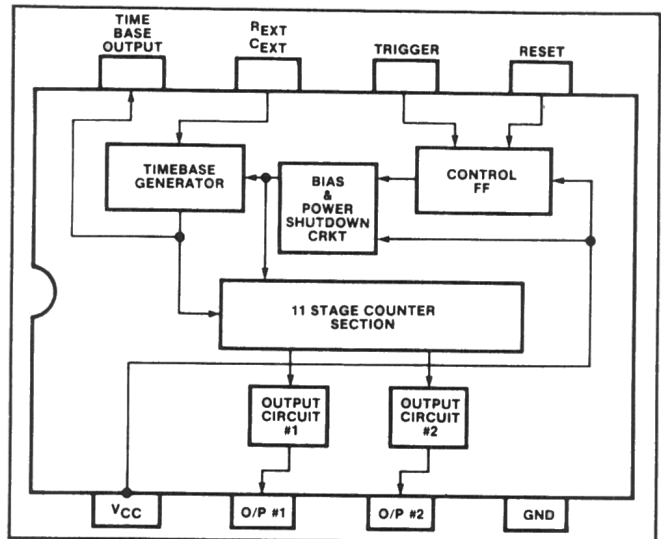 TIME
BASE
OUTPUT
REXT
CEXT
TRIGGER
RESET
TIMEBASE
GENERATOR
BIAS
&
POWER
SHUTDOWN
CRKT
CONTROL
FF
11 STAGE COUNTER
SECTION
OUTPUT
CIRCUIT
#1
OUTPUT
CIRCUIT
#2
VCC
O/P #1
O/P #2
GND